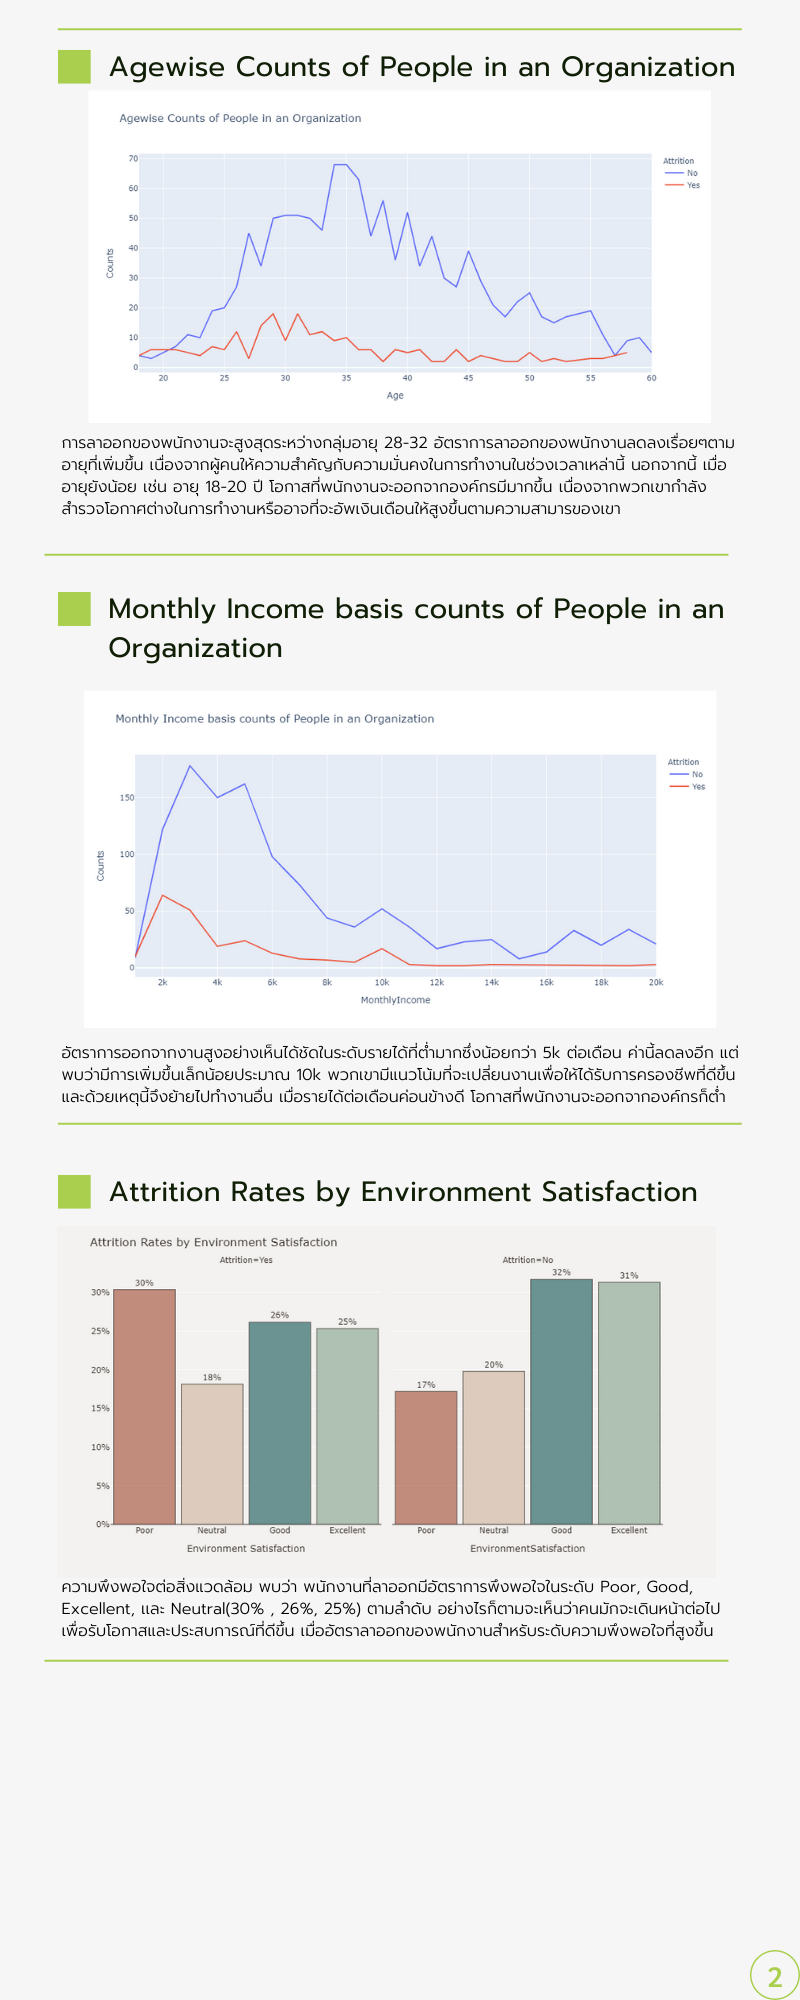 Agewise Counts of People in an Organization
Agewise Counts of People in an Organization
Attrition
No
Yes
70
60
50
40
30
20
10
0
Counts
20 25 30 35 40 45 50 55 60
Age
การลาออกของพนักงานจะสูงสุดระหว่างกลุ่มอายุ 28-32 อัตราการลาออกของพนักงานลดลงเรื่อยๆตาม
อายุที่เพิ่มขึ้น เนื่องจากผู้คนให้ความสำคัญกับความมั่นคงในการทำงานในช่วงเวลาเหล่านี้ นอกจากนี้ เมื่อ
อายุยังน้อย เช่น อายุ 18-20 ปี โอกาสที่พนักงานจะออกจากองค์กรมีมากขึ้น เนื่องจากพวกเขากำลัง
สำรวจโอกาศต่างในการทำงานหรืออาจที่จะอัพเงินเดือนให้สูงขึ้นตามความสามารของเขา
Monthly Income basis counts of People in an
Organization
Monthly Income basis counts of People in an Organization
Attrition
No
Yes
150
100
50
0
Counts
2k 4k 6k 8k 10k 12k 14k 16k 18k 20k
MonthlyIncome
อัตราการออกจากงานสูงอย่างเห็นได้ชัดในระดับรายได้ที่ต่ำมากซึ่งน้อยกว่า 5k ต่อเดือน ค่านี้ลดลงอีก แต่
พบว่ามีการเพิ่มขึ้นเล็กน้อยประมาณ 10k พวกเขามีแนวโน้มที่จะเปลี่ยนงานเพื่อให้ได้รับการครองชีพที่ดีขึ้น
และด้วยเหตุนี้จึงย้ายไปทำงานอื่น เมื่อรายได้ต่อเดือนค่อนข้างดี โอกาสที่พนักงานจะออกจากองค์กรก็ต่ำ
Attrition Rates by Environment Satisfaction
Attrition Rates by Environment Satisfaction
Attrition=Yes Attrition=No
30% 18% 26% 25% 17% 20% 32% 31%
30%
25%
20%
15%
10%
5%
0%
Poor Neutral Good Excellent Poor Neutral Good Excellent
Environment Satisfaction EnvironmentSatisfaction
ความพึงพอใจต่อสิ่งแวดล้อม พบว่า พนักงานที่ลาออกมีอัตราการพึงพอใจในระดับ Poor, Good,
Excellent, และ Neutral(30% , 26%, 25%) ตามลำดับ อย่างไรก็ตามจะเห็นว่าคนมักจะเดินหน้าต่อไป
เพื่อรับโอกาสและประสบการณ์ที่ดีขึ้น เมื่ออัตราลาออกของพนักงานสำหรับระดับความพึงพอใจที่สูงขึ้น
2